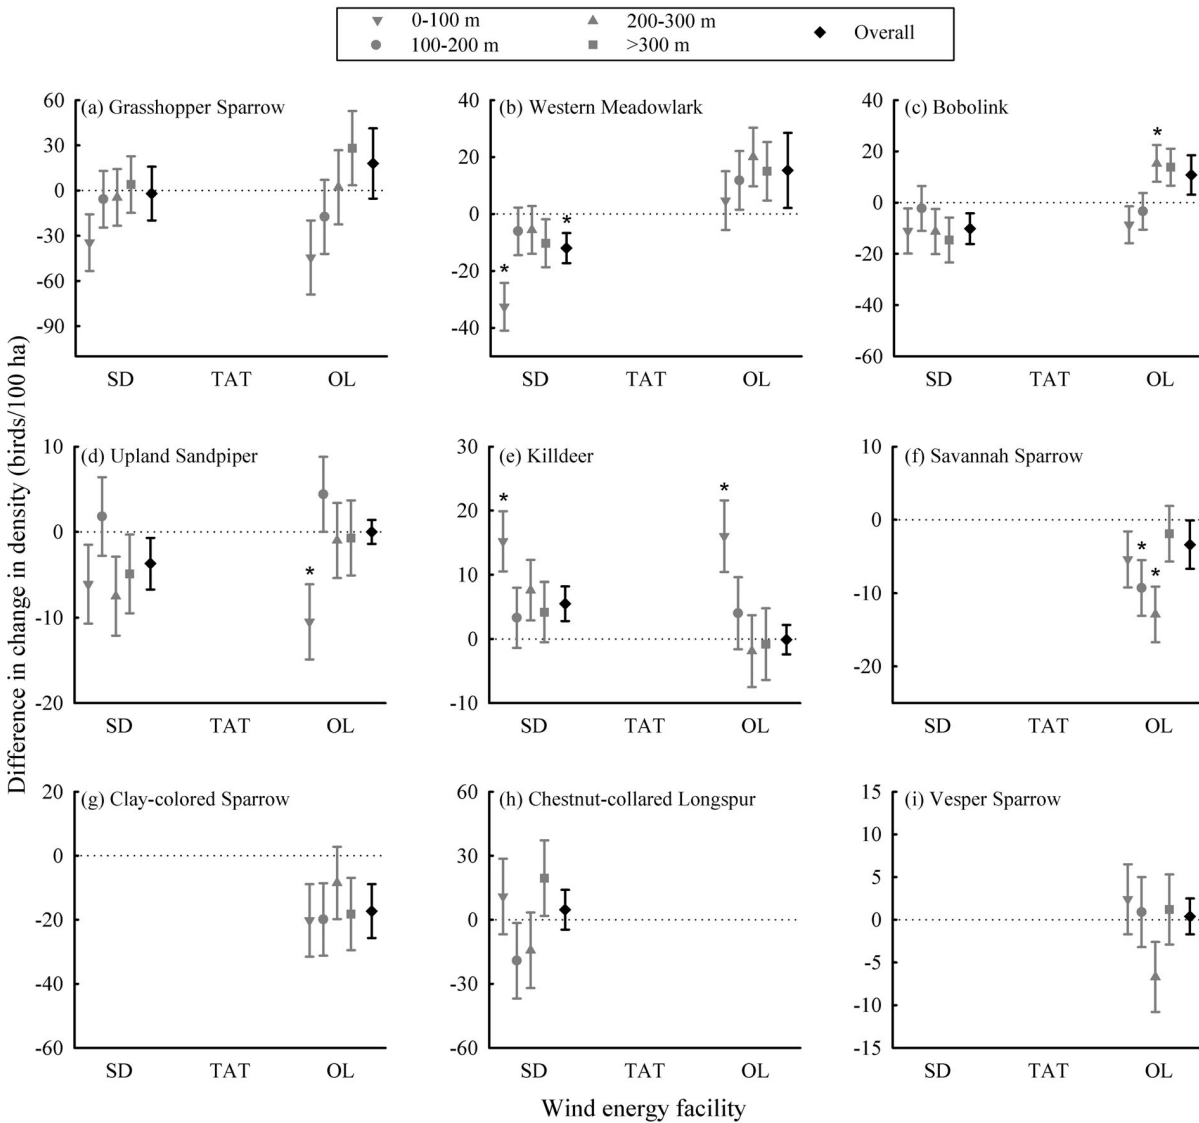 0-100 m 200-300 m Overall
100-200 m >300 m
Difference in change in density (birds/100 ha)
(a) Grasshopper Sparrow
60
30
0
-30
-60
-90
SD TAT OL
(b) Western Meadowlark
40
20
0
-20
-40
* * 
SD TAT OL
(c) Bobolink
40
20
0
-20
-40
-60
*
SD TAT OL
(d) Upland Sandpiper
10
0
-10
-20
*
SD TAT OL
(e) Killdeer
30
20
10
0
-10
* *
SD TAT OL
(f) Savannah Sparrow
10
0
-10
-20
* *
SD TAT OL
(g) Clay-colored Sparrow
20
0
-20
-40
-60
SD TAT OL
(h) Chestnut-collared Longspur
60
30
0
-30
-60
SD TAT OL
(i) Vesper Sparrow
15
10
5
0
-5
-10
-15
SD TAT OL
Wind energy facility